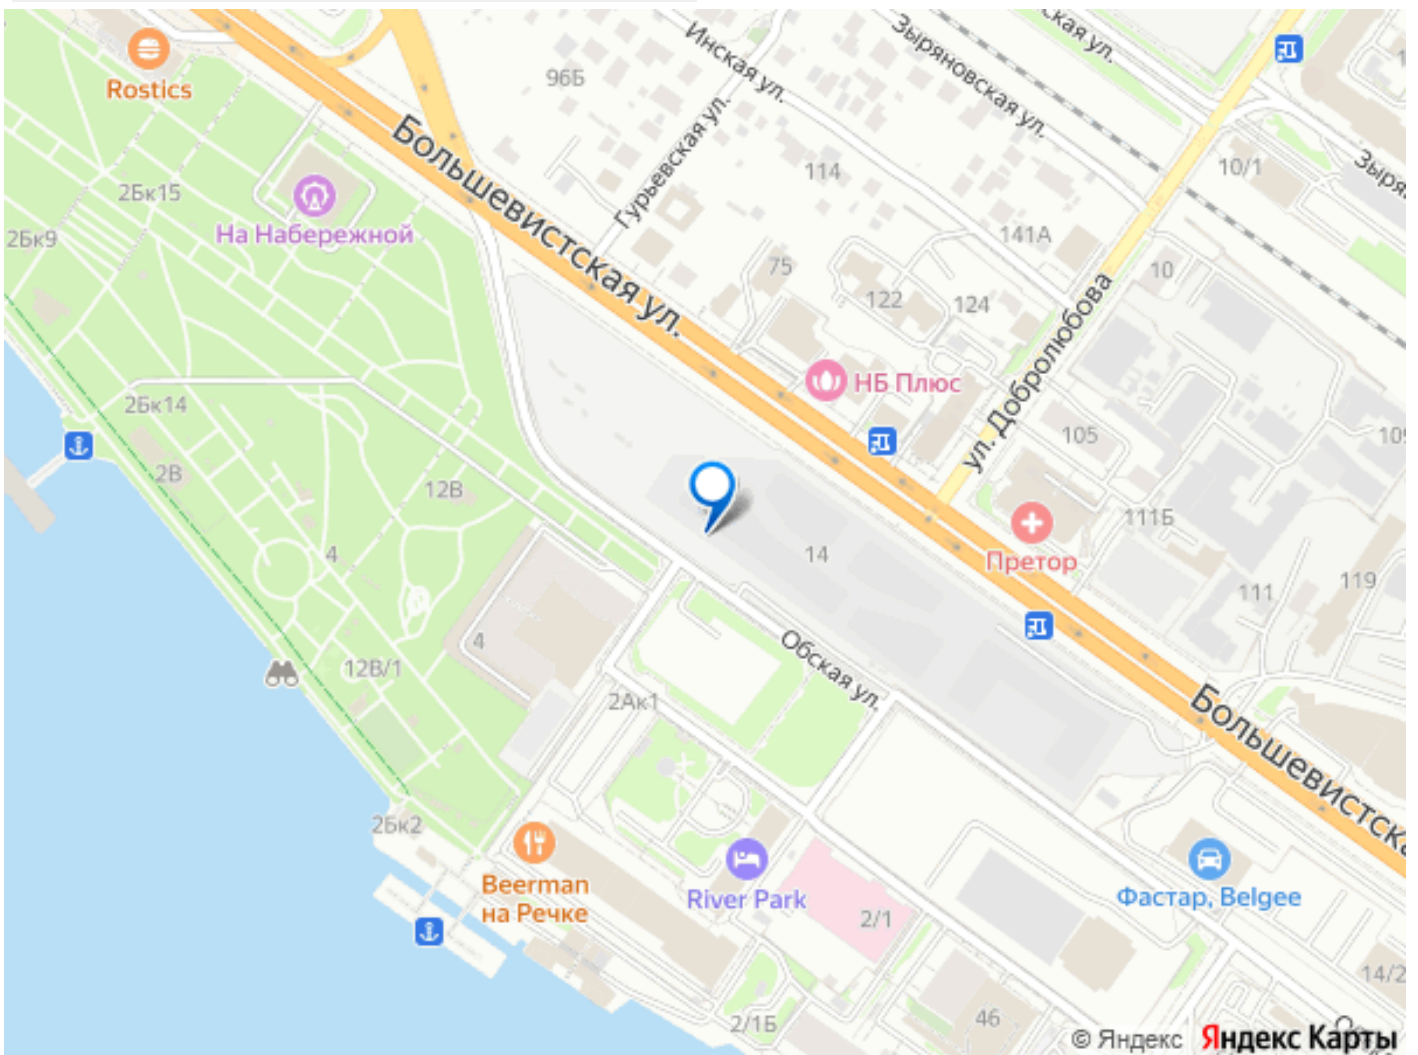 Rostics
96Б
Инская ул.
Зыряновская ул.
ская ул.
Большевистская ул.
Гурьевская ул.
114
10/1
Зыря
2Бк15
На Набережной
2Бк9
141А
75
10
122
124
ул. Добролюбова
НБ Плюс
2Бк14
105
109
2В
12В
111Б
Претор
14
4
111
119
4
Обская ул.
12В/1
2Ак1
Большевистска
2Бк2
Beerman
на Речке
River Park
Фастар, Belgee
2/1
14/2
46
2/1Б
© Яндекс Яндекс Карты